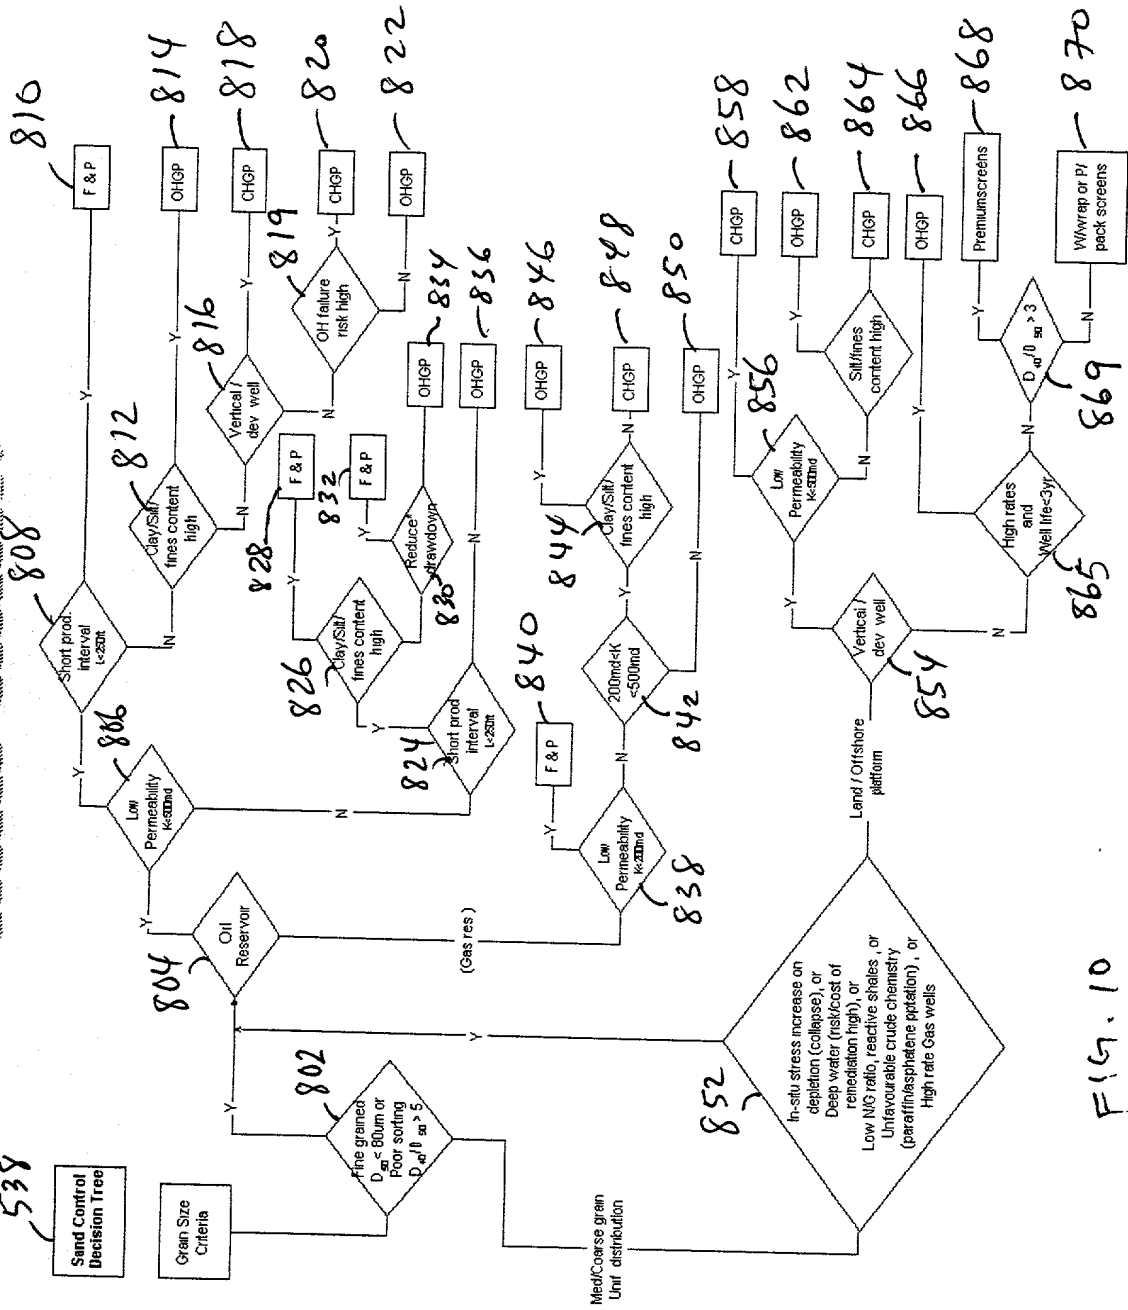 538
Sand Control
Decision Tree
Grain Size
Criteria
802
Fine grained
D50 < 80um or
Poor sorting
D40/D90 > 5
Y
Med/Coarse grain
Unif distribution
804
Oil
Reservoir
Y
(Gas res )
806
Low
Permeability
K<500md
Y
N
808
Short prod.
interval
L<250ft
Y
N
810
F & P
812
Clay/Silt/
fines content
high
Y
N
814
OHGP
816
Vertical /
dev well
Y
N
818
CHGP
819
OH failure
risk high
Y
N
820
CHGP
822
OHGP
824
Short prod
interval
L<250ft
Y
N
826
Clay/Silt/
fines content
high
Y
N
828
F & P
830
Reduce*
drawdown
Y
N
832
F & P
834
OHGP
836
OHGP
838
Low
Permeability
K<200md
Y
N
840
F & P
842
200md<K
<500md
Y
N
844
Clay/Silt/
fines content
high
Y
N
846
OHGP
848
CHGP
850
OHGP
852
In-situ stress increase on
depletion (collapse), or
Deep water (risk/cost of
remediation high), or
Low N/G ratio, reactive shales , or
Unfavourable crude chemistry
(paraffin/asphatene pptation) , or
High rate Gas wells
Y
Land / Offshore
platform
854
Vertical /
dev well
Y
N
856
Low
Permeability
K<500md
Y
N
858
CHGP
Silt/fines
content high
Y
N
862
OHGP
864
CHGP
865
High rates
and
Well life<3yr
Y
N
866
OHGP
869
D40/D90 > 3
Y
N
868
Premiumscreens
870
W/wrap or P/
pack screens
FIG. 10